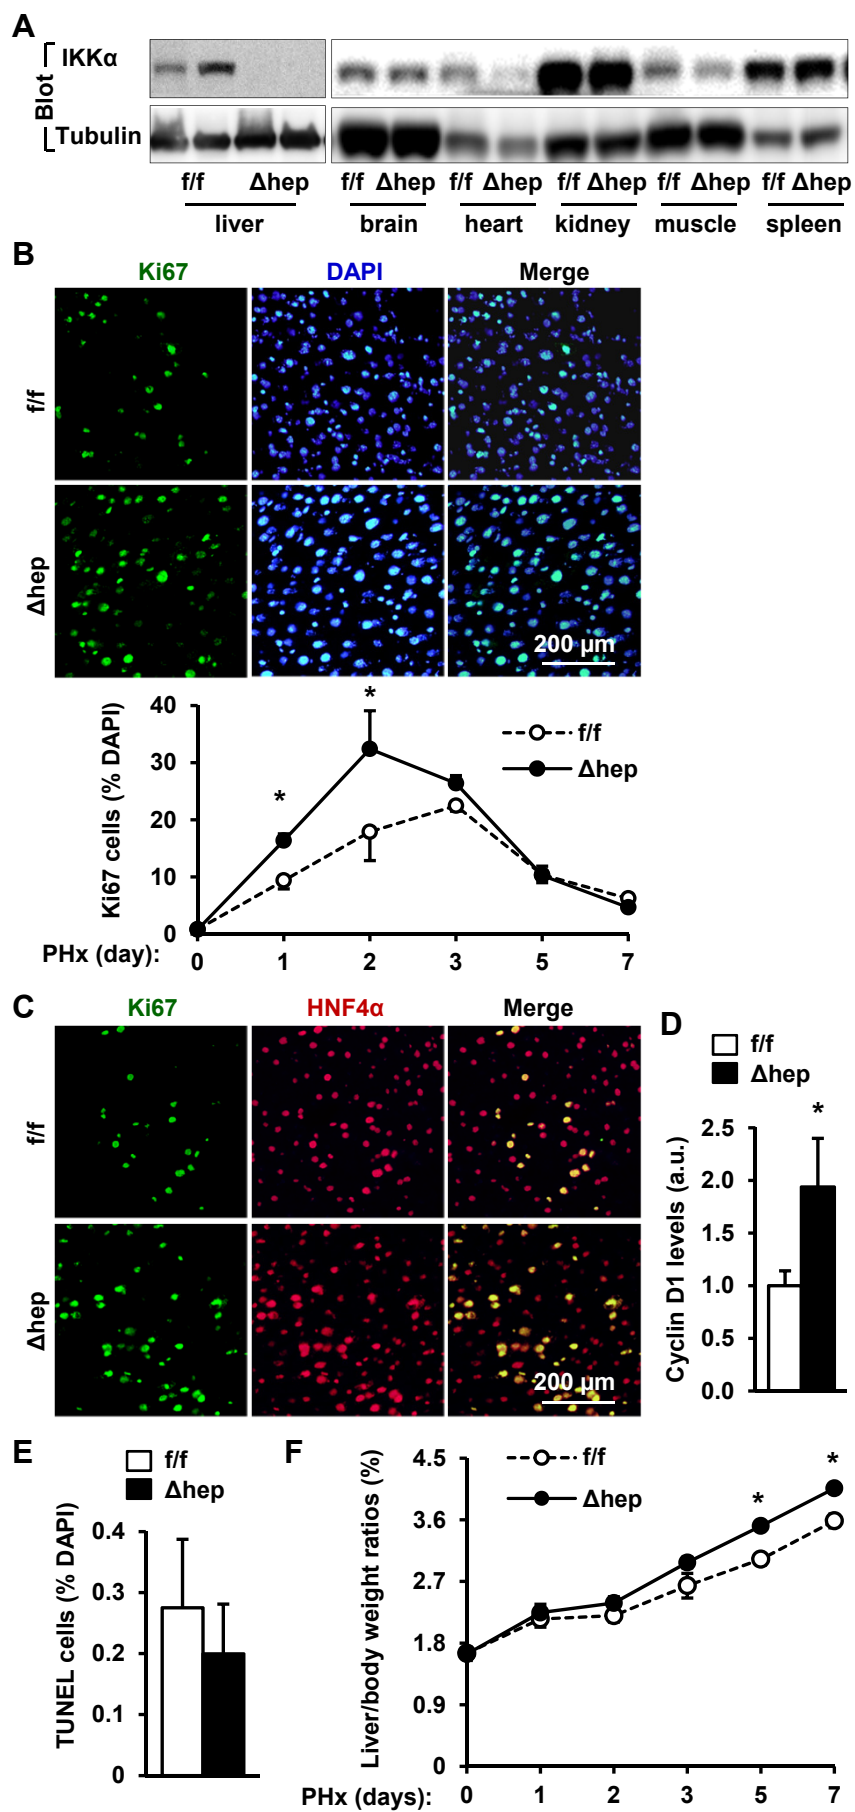 A
Blot
IKKα
Tubulin
f/f Δhep f/f Δhep f/f Δhep f/f Δhep f/f Δhep f/f Δhep
liver brain heart kidney muscle spleen
B
Ki67 DAPI Merge
f/f
Δhep
200 μm
Ki67 cells (% DAPI)
40
30
20
10
0
*
*
f/f
Δhep
PHx (day): 0 1 2 3 5 7
C
Ki67 HNF4α Merge
f/f
Δhep
200 μm
D
f/f
Δhep
Cyclin D1 levels (a.u.)
*
2.5
2.0
1.5
1.0
0.5
0.0
E
f/f
Δhep
TUNEL cells (% DAPI)
0.4
0.3
0.2
0.1
0
F
f/f
Δhep
Liver/body weight ratios (%)
4.5
3.6
2.7
1.8
0.9
0
*
*
PHx (days): 0 1 2 3 5 7